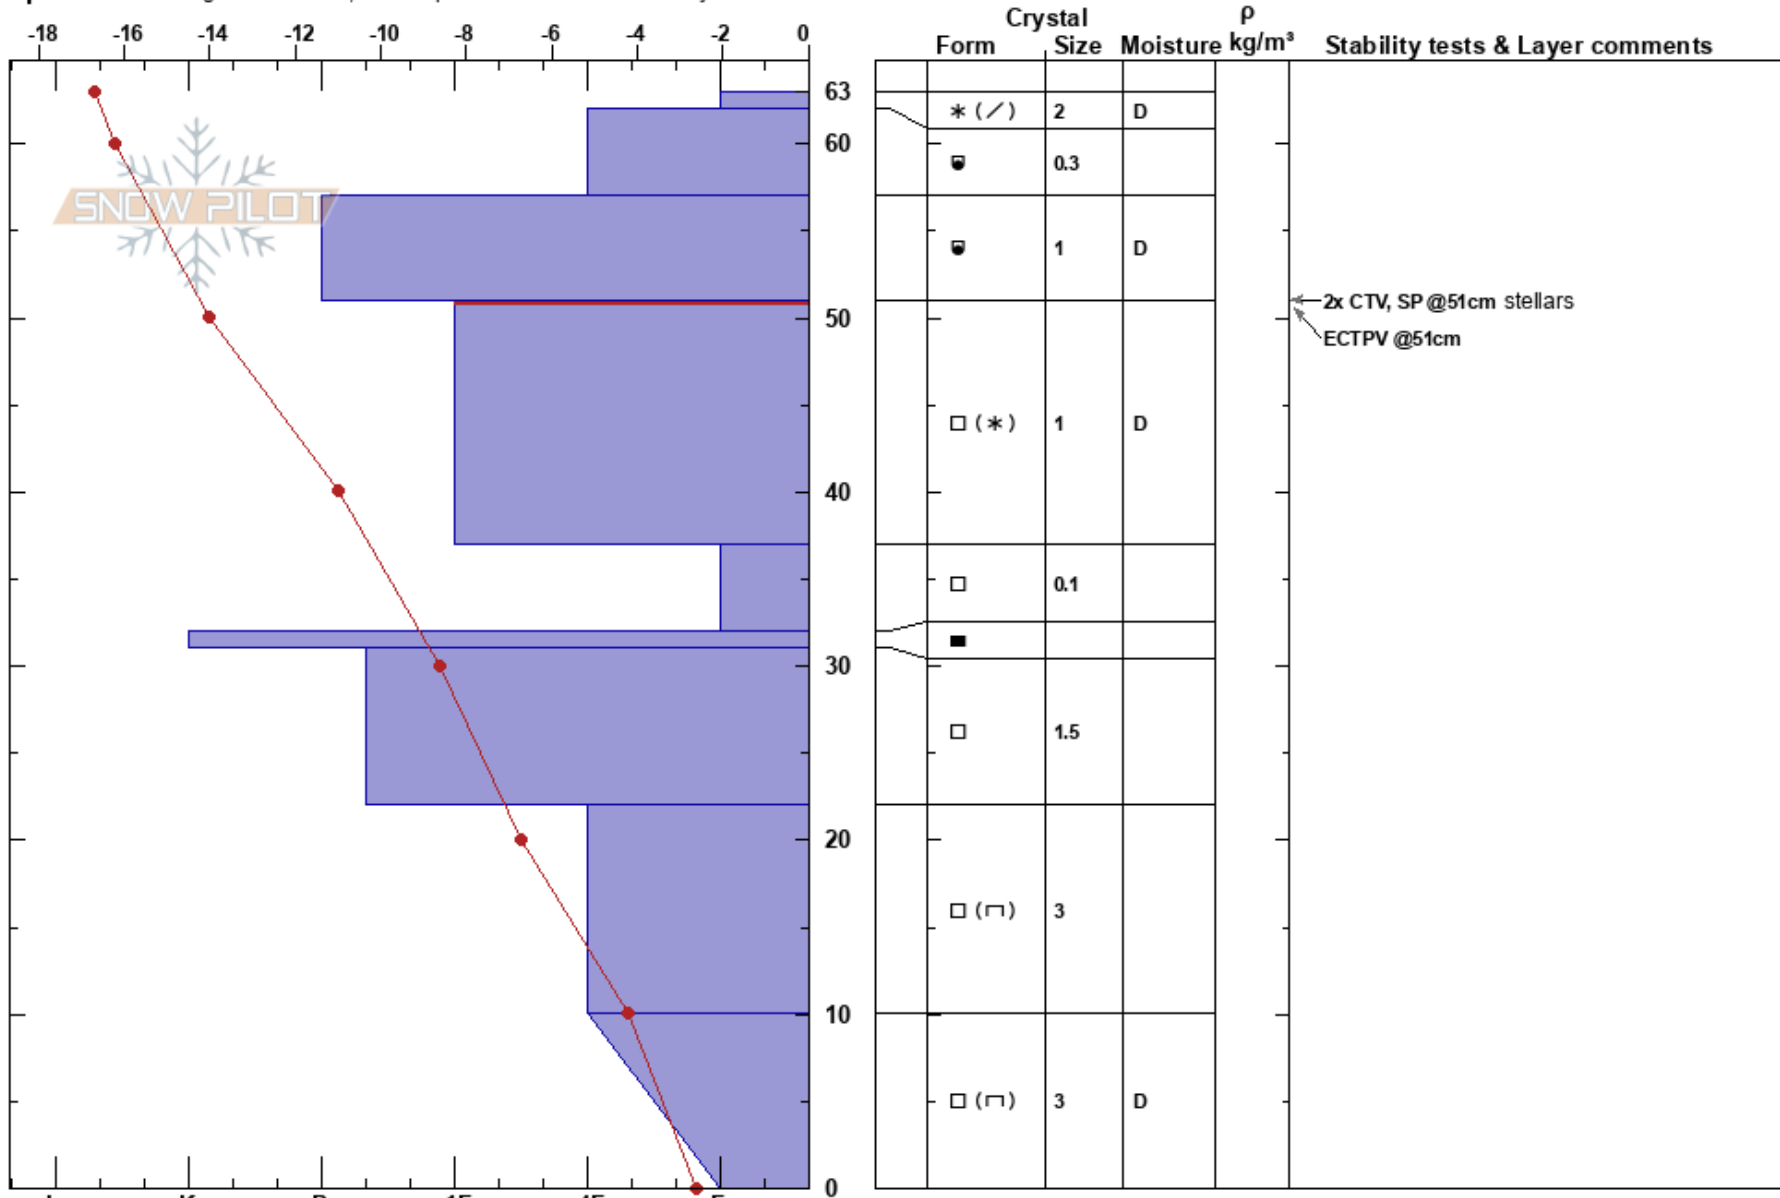 -18 -16 -14 -12 -10 -8 -6 -4 -2 0
Crystal ρ
Form Size Moisture kg/m³ Stability tests & Layer comments
63
2 D
60
0.3
SNOW PILOT
1 D
2x CTV, SP @51cm stellars
50
ECTPV @51cm
1 D
40
0.1
30
1.5
20
3
10
3 D
0